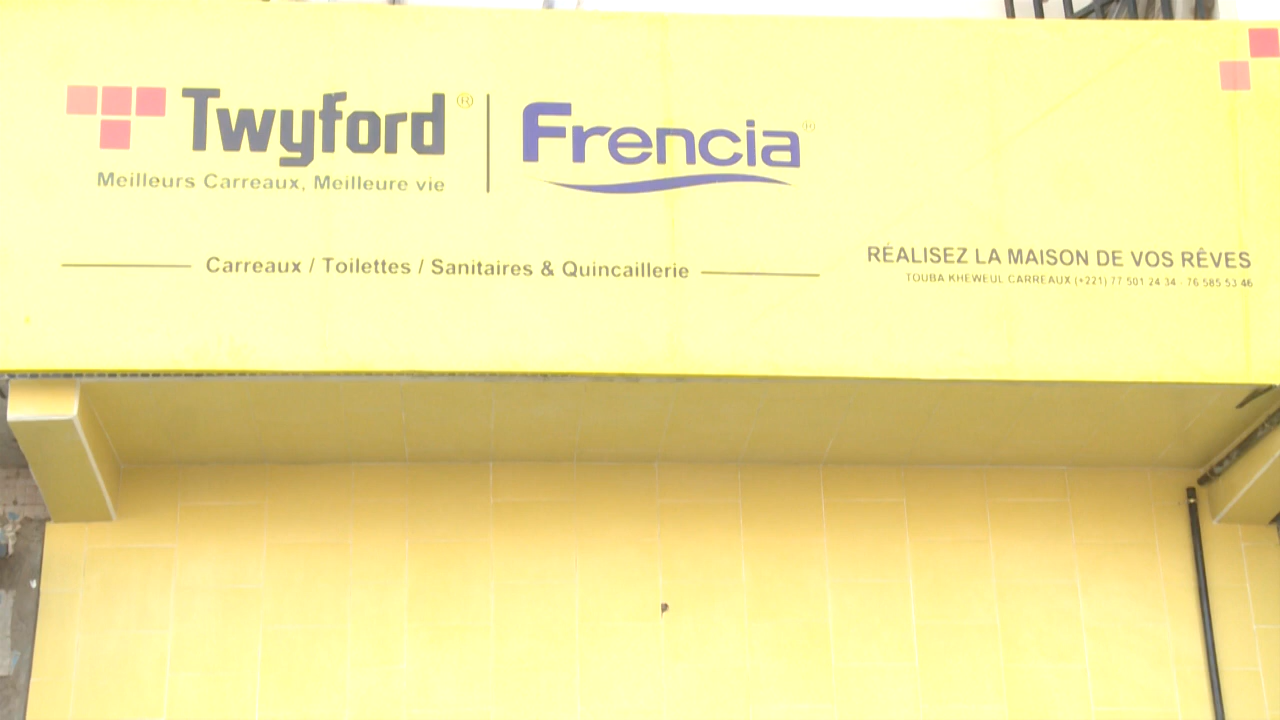 Twyford ®
Meilleurs Carreaux, Meilleure vie
Frencia ®
Carreaux / Toilettes / Sanitaires & Quincaillerie
RÉALISEZ LA MAISON DE VOS RÊVES
TOUBA KHEWEUL CARREAUX (+221) 77 501 24 34 - 76 585 53 46